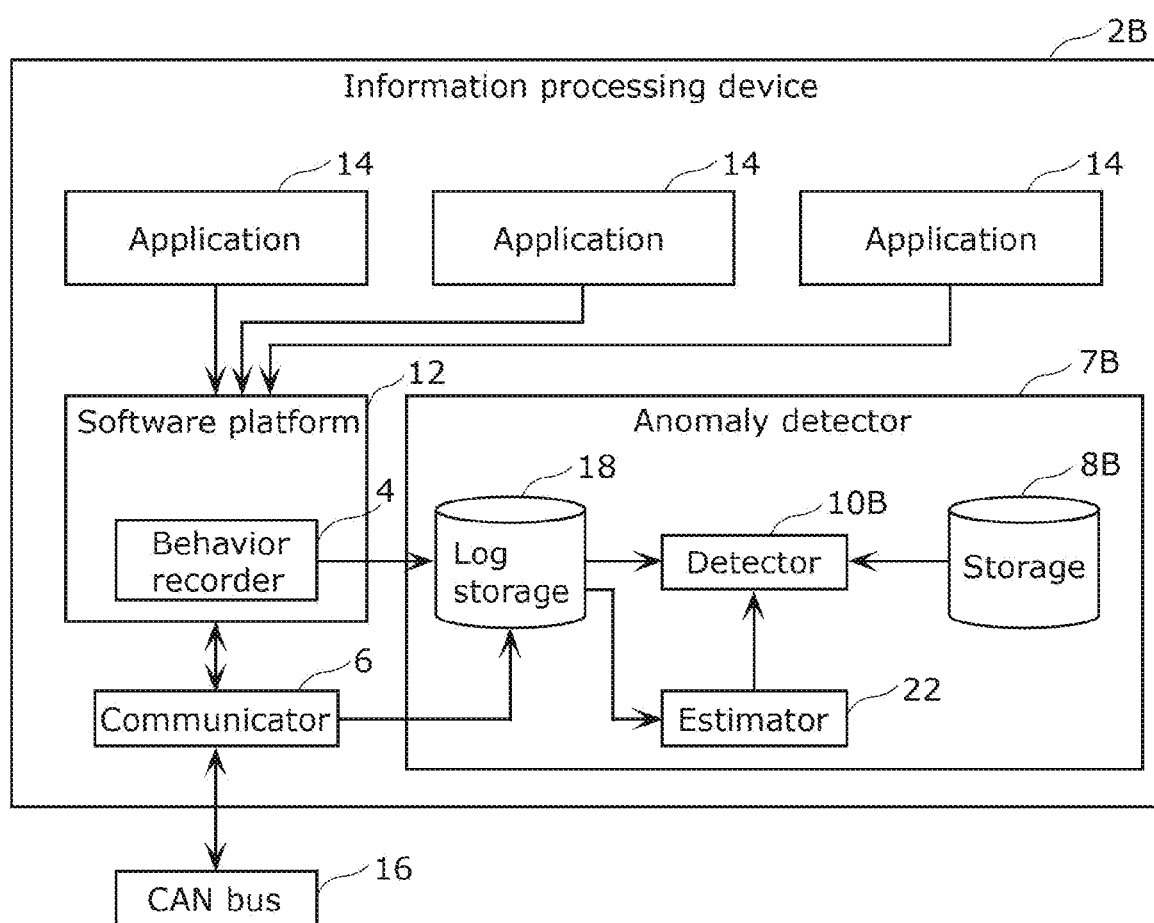 2B
Information processing device
14
14
14
Application
Application
Application
12
7B
Software platform
Anomaly detector
18
8B
4
10B
Behavior
recorder
Log
storage
Detector
Storage
6
22
Communicator
Estimator
16
CAN bus